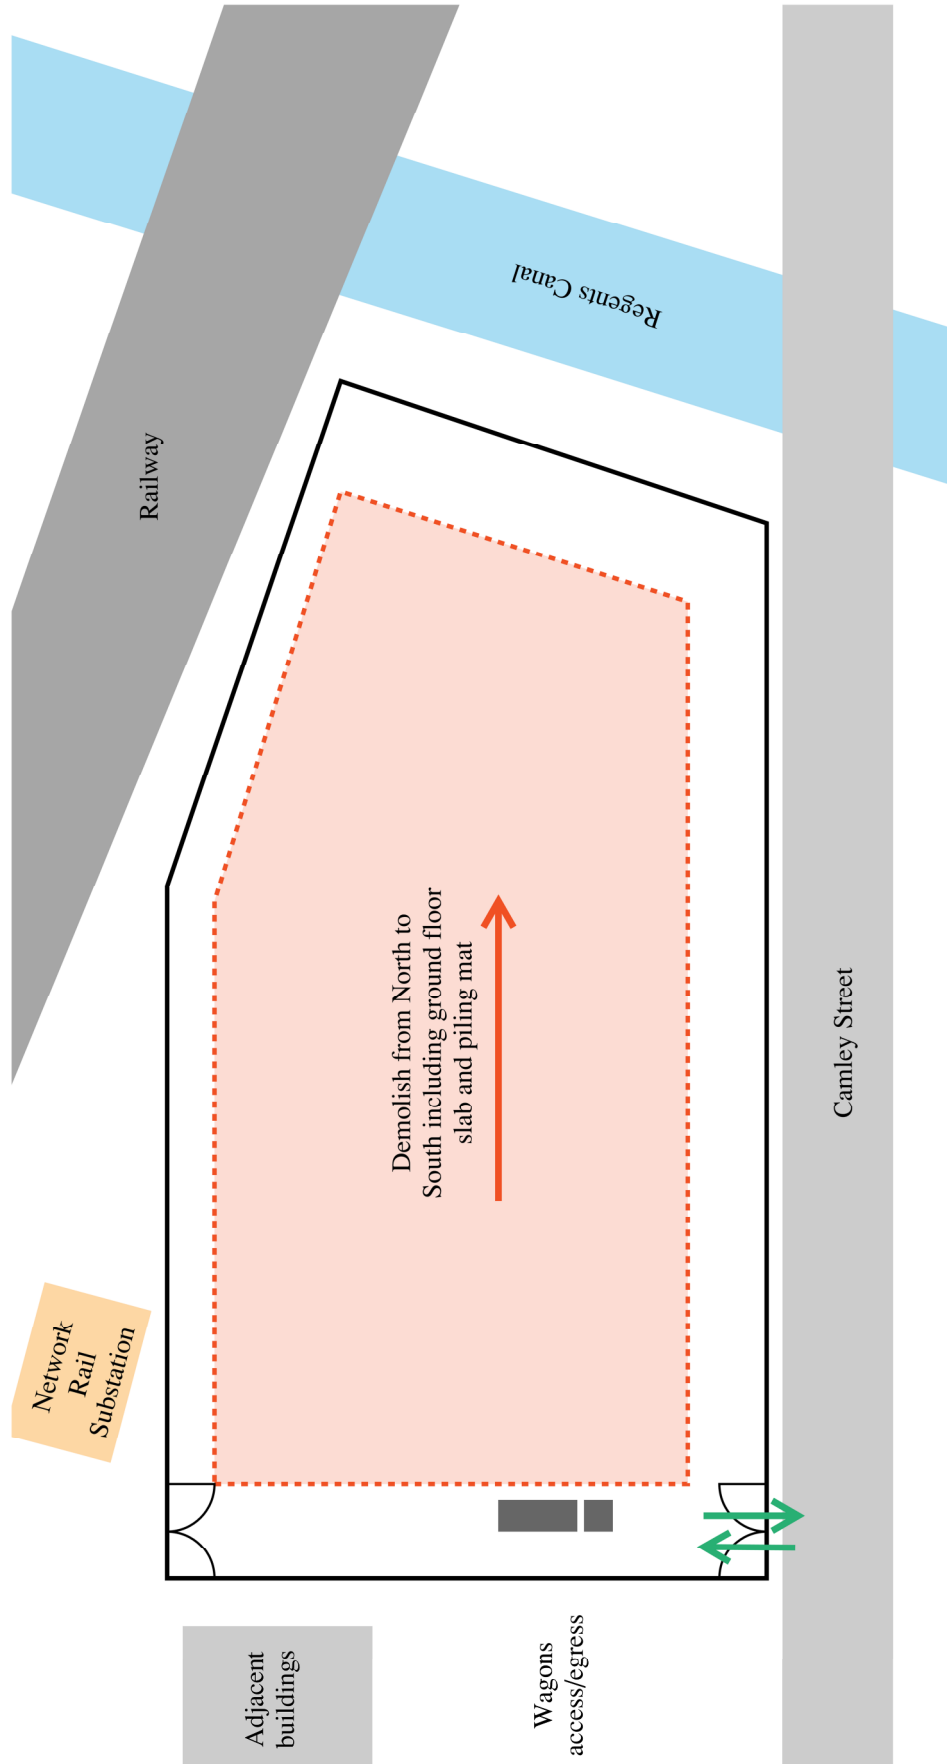 Railway
Regents Canal
Network
Rail
Substation
Demolish from North to
South including ground floor
slab and piling mat
Camley Street
Adjacent
buildings
Wagons
access/egress